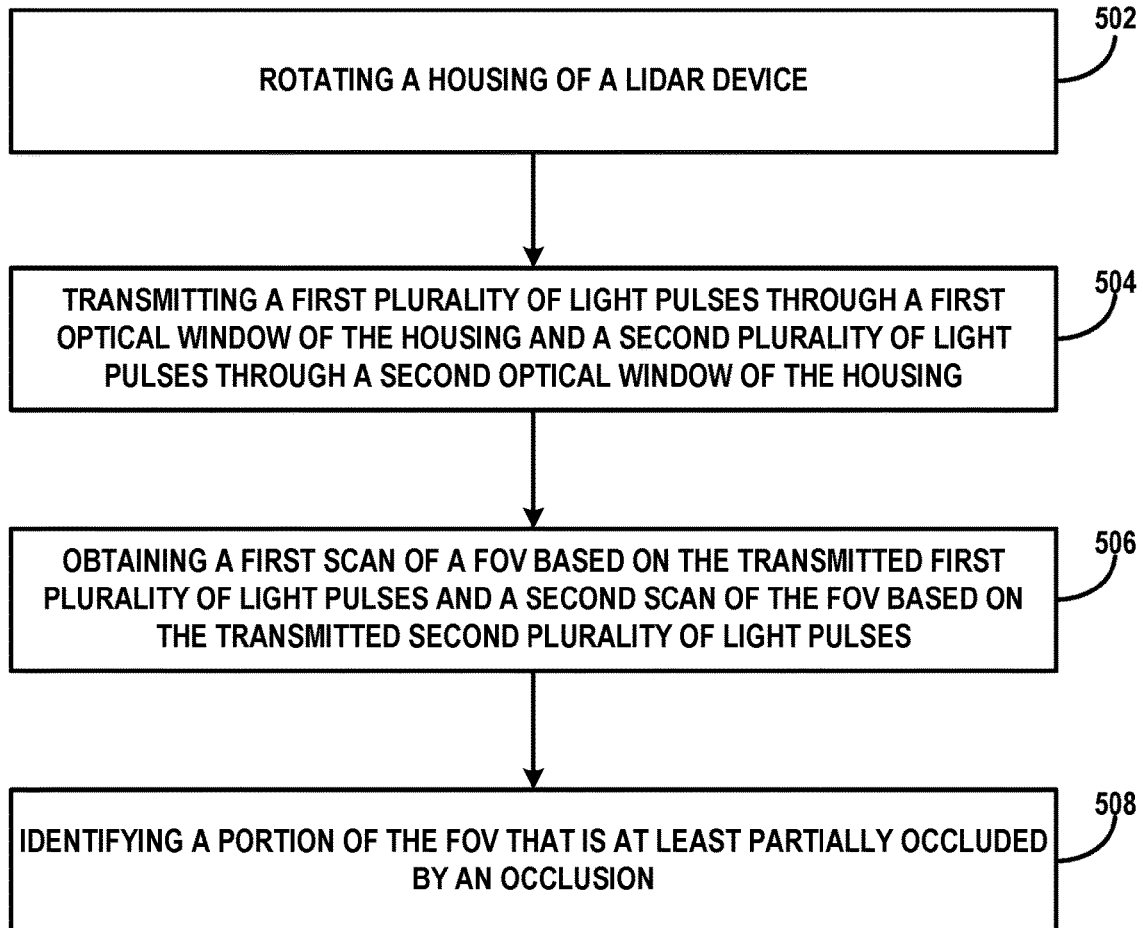 502
ROTATING A HOUSING OF A LIDAR DEVICE
504
TRANSMITTING A FIRST PLURALITY OF LIGHT PULSES THROUGH A FIRST
OPTICAL WINDOW OF THE HOUSING AND A SECOND PLURALITY OF LIGHT
PULSES THROUGH A SECOND OPTICAL WINDOW OF THE HOUSING
506
OBTAINING A FIRST SCAN OF A FOV BASED ON THE TRANSMITTED FIRST
PLURALITY OF LIGHT PULSES AND A SECOND SCAN OF THE FOV BASED ON
THE TRANSMITTED SECOND PLURALITY OF LIGHT PULSES
508
IDENTIFYING A PORTION OF THE FOV THAT IS AT LEAST PARTIALLY OCCLUDED
BY AN OCCLUSION